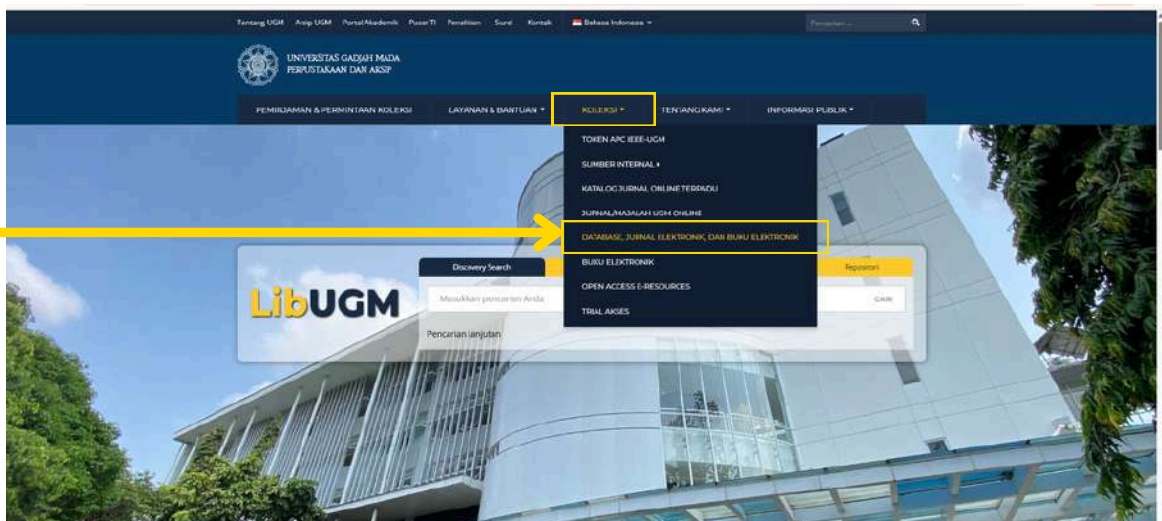 Tentang UGM Arsip UGM Portal Akademik Pusat TI Penelitian Surel Kontak Bahasa Indonesia
Pencarian ...
UNIVERSITAS GADJAH MADA
PERPUSTAKAAN DAN ARSIP
PEMINJAMAN & PERMINTAAN KOLEKSI LAYANAN & BANTUAN KOLEKSI TENTANG KAMI INFORMASI PUBLIK
TOKEN APC IEEE-UGM
SUMBER INTERNAL
KATALOG JURNAL ONLINE TERPADU
JURNAL/MAJALAH UGM ONLINE
DATABASE, JURNAL ELEKTRONIK, DAN BUKU ELEKTRONIK
BUKU ELEKTRONIK
OPEN ACCESS E-RESOURCES
TRIAL AKSES
Discovery Search Repositori
LibUGM
Masukkan pencarian Anda CARI
Pencarian lanjutan